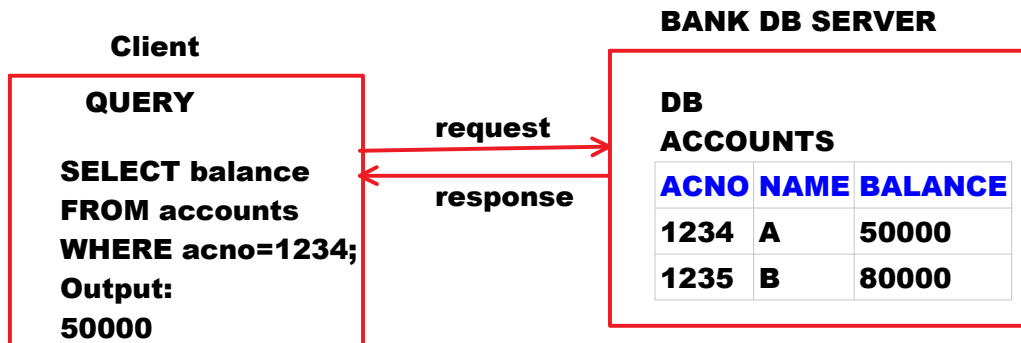 Client
QUERY
SELECT balance
FROM accounts
WHERE acno=1234;
Output:
50000
request
response
BANK DB SERVER
DB
ACCOUNTS
ACNO NAME BALANCE
1234 A 50000
1235 B 80000